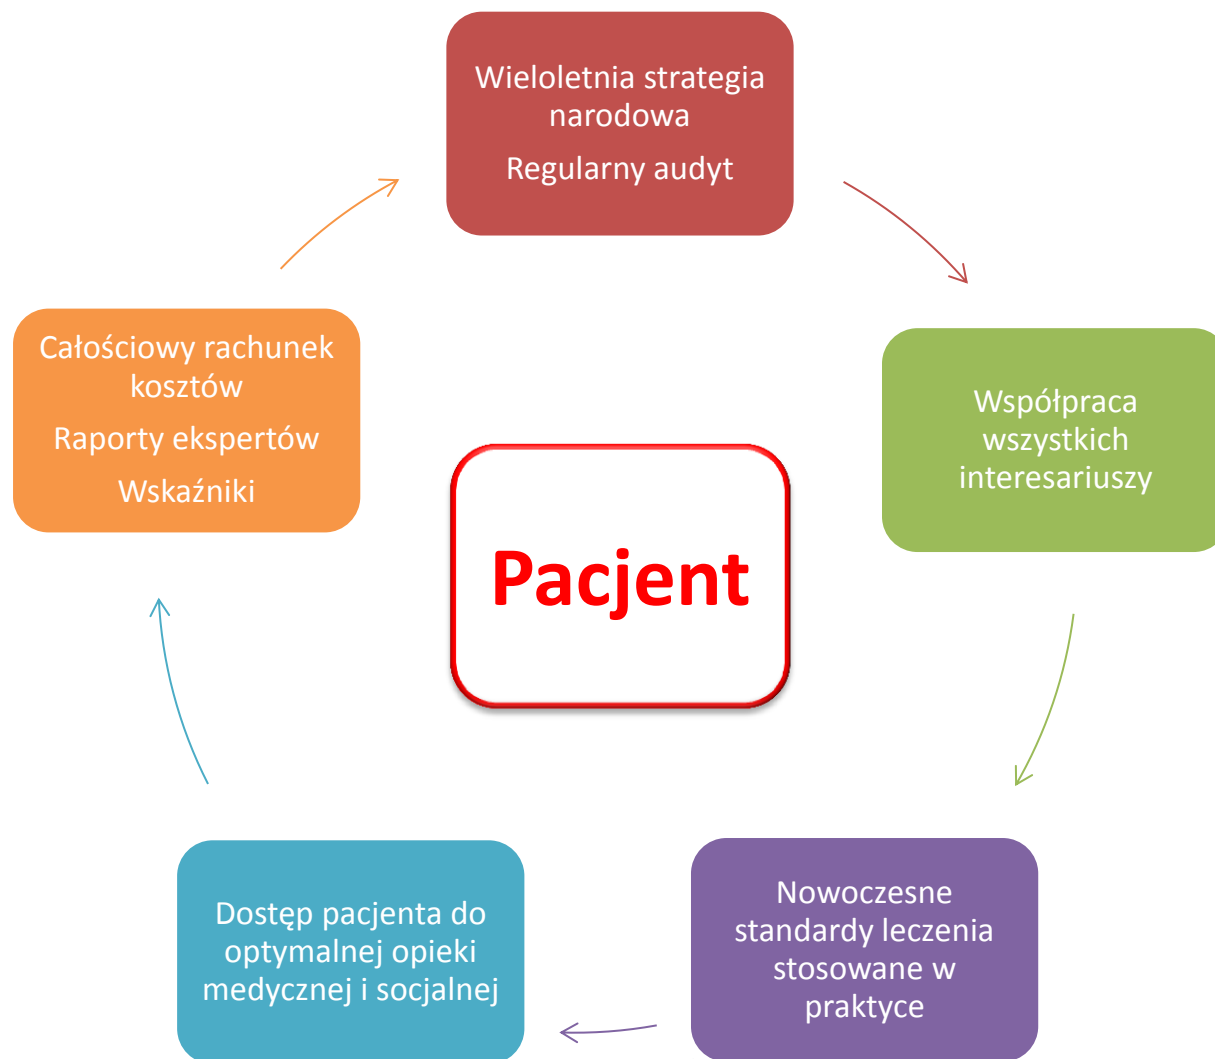 Wieloletnia strategia
narodowa
Regularny audyt
Współpraca
wszystkich
interesariuszy
Nowoczesne
standardy leczenia
stosowane w
praktyce
Dostęp pacjenta do
optymalnej opieki
medycznej i socjalnej
Całościowy rachunek
kosztów
Raporty ekspertów
Wskaźniki
Pacjent